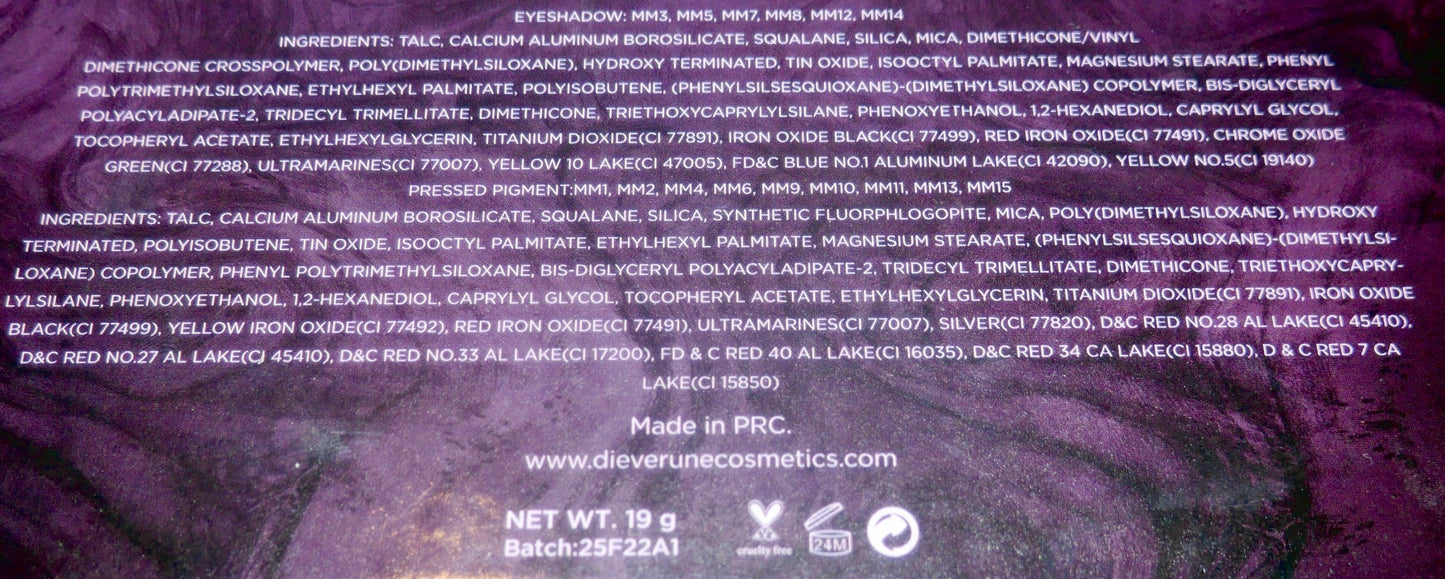 EYESHADOW: MM3, MM5, MM7, MM8, MM12, MM14
INGREDIENTS: TALC, CALCIUM ALUMINUM BOROSILICATE, SQUALANE, SILICA, MICA, DIMETHICONE/VINYL
DIMETHICONE CROSSPOLYMER, POLY(DIMETHYLSILOXANE), HYDROXY TERMINATED, TIN OXIDE, ISOOCTYL PALMITATE, MAGNESIUM STEARATE, PHENYL
POLYTRIMETHYLSILOXANE, ETHYLHEXYL PALMITATE, POLYISOBUTENE, (PHENYLSILSESQUIOXANE)-(DIMETHYLSILOXANE) COPOLYMER, BIS-DIGLYCERYL
POLYACYLADIPATE-2, TRIDECYL TRIMELLITATE, DIMETHICONE, TRIETHOXYCAPRYLYLSILANE, PHENOXYETHANOL, 1,2-HEXANEDIOL, CAPRYLYL GLYCOL,
TOCOPHERYL ACETATE, ETHYLHEXYLGLYCERIN, TITANIUM DIOXIDE(CI 77891), IRON OXIDE BLACK(CI 77499), RED IRON OXIDE(CI 77491), CHROME OXIDE
GREEN(CI 77288), ULTRAMARINES(CI 77007), YELLOW 10 LAKE(CI 47005), FD&C BLUE NO.1 ALUMINUM LAKE(CI 42090), YELLOW NO.5(CI 19140)
PRESSED PIGMENT:MM1, MM2, MM4, MM6, MM9, MM10, MM11, MM13, MM15
INGREDIENTS: TALC, CALCIUM ALUMINUM BOROSILICATE, SQUALANE, SILICA, SYNTHETIC FLUORPHLOGOPITE, MICA, POLY(DIMETHYLSILOXANE), HYDROXY
TERMINATED, POLYISOBUTENE, TIN OXIDE, ISOOCTYL PALMITATE, ETHYLHEXYL PALMITATE, MAGNESIUM STEARATE, (PHENYLSILSESQUIOXANE)-(DIMETHYLSI-
LOXANE) COPOLYMER, PHENYL POLYTRIMETHYLSILOXANE, BIS-DIGLYCERYL POLYACYLADIPATE-2, TRIDECYL TRIMELLITATE, DIMETHICONE, TRIETHOXYCAPRY-
LYLSILANE, PHENOXYETHANOL, 1,2-HEXANEDIOL, CAPRYLYL GLYCOL, TOCOPHERYL ACETATE, ETHYLHEXYLGLYCERIN, TITANIUM DIOXIDE(CI 77891), IRON OXIDE
BLACK(CI 77499), YELLOW IRON OXIDE(CI 77492), RED IRON OXIDE(CI 77491), ULTRAMARINES(CI 77007), SILVER(CI 77820), D&C RED NO.28 AL LAKE(CI 45410),
D&C RED NO.27 AL LAKE(CI 45410), D&C RED NO.33 AL LAKE(CI 17200), FD & C RED 40 AL LAKE(CI 16035), D&C RED 34 CA LAKE(CI 15880), D & C RED 7 CA
LAKE(CI 15850)
Made in PRC.
www.dieverunecosmetics.com
NET WT. 19 g
Batch:25F22A1
cruelty free
24M